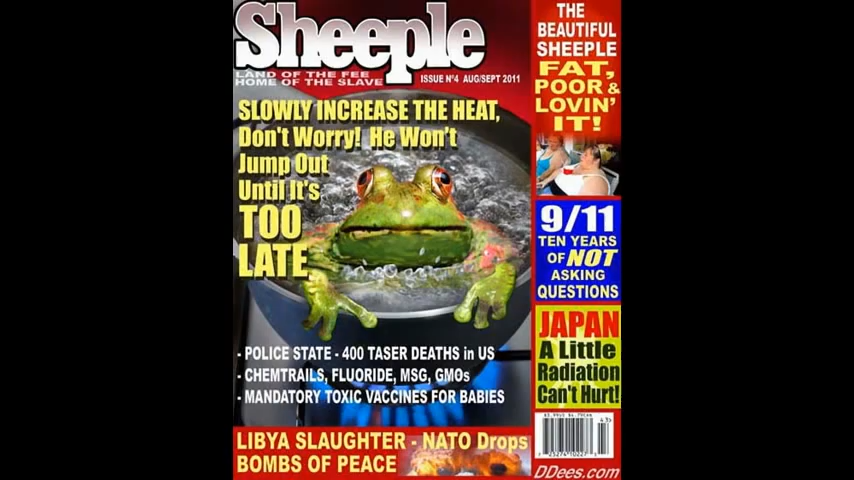 Sheeple
LAND OF THE FEE
HOME OF THE SLAVE
ISSUE Nº4 AUG/SEPT 2011
SLOWLY INCREASE THE HEAT,
Don't Worry! He Won't
Jump Out
Until It's
TOO
LATE
- POLICE STATE - 400 TASER DEATHS in US
- CHEMTRAILS, FLUORIDE, MSG, GMOs
- MANDATORY TOXIC VACCINES FOR BABIES
LIBYA SLAUGHTER - NATO Drops
BOMBS OF PEACE
THE
BEAUTIFUL
SHEEPLE
FAT,
POOR &
LOVIN'
IT!
9/11
TEN YEARS
OF NOT
ASKING
QUESTIONS
JAPAN
A Little
Radiation
Can't Hurt!
DDees.com